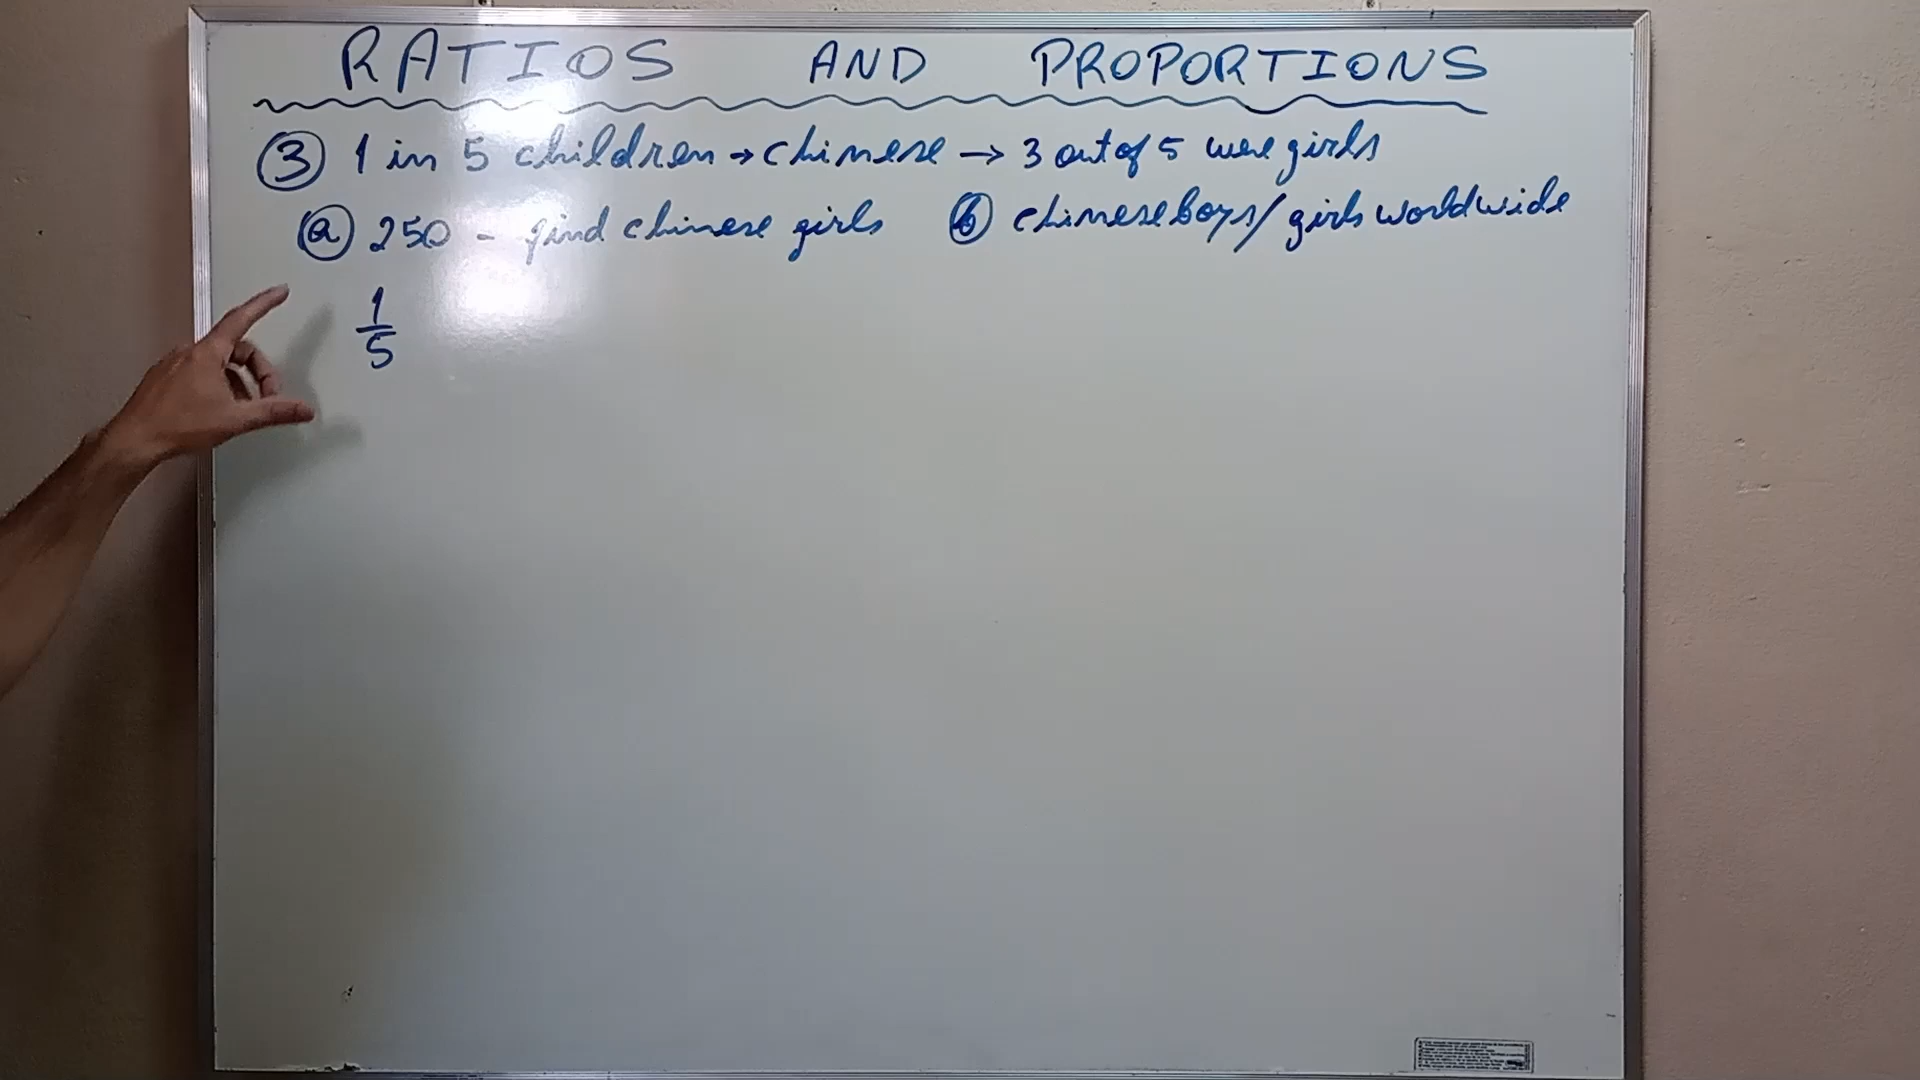 RATIOS AND PROPORTIONS
③ 1 in 5 children → chinese → 3 out of 5 were girls
ⓐ 250 - find chinese girls ⓑ chinese boys/girls worldwide
1
5